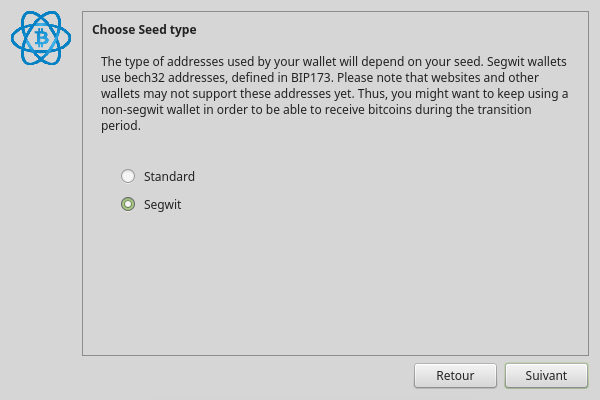 Choose Seed type
The type of addresses used by your wallet will depend on your seed. Segwit wallets
use bech32 addresses, defined in BIP173. Please note that websites and other
wallets may not support these addresses yet. Thus, you might want to keep using a
non-segwit wallet in order to be able to receive bitcoins during the transition
period.
Standard
Segwit
Retour
Suivant